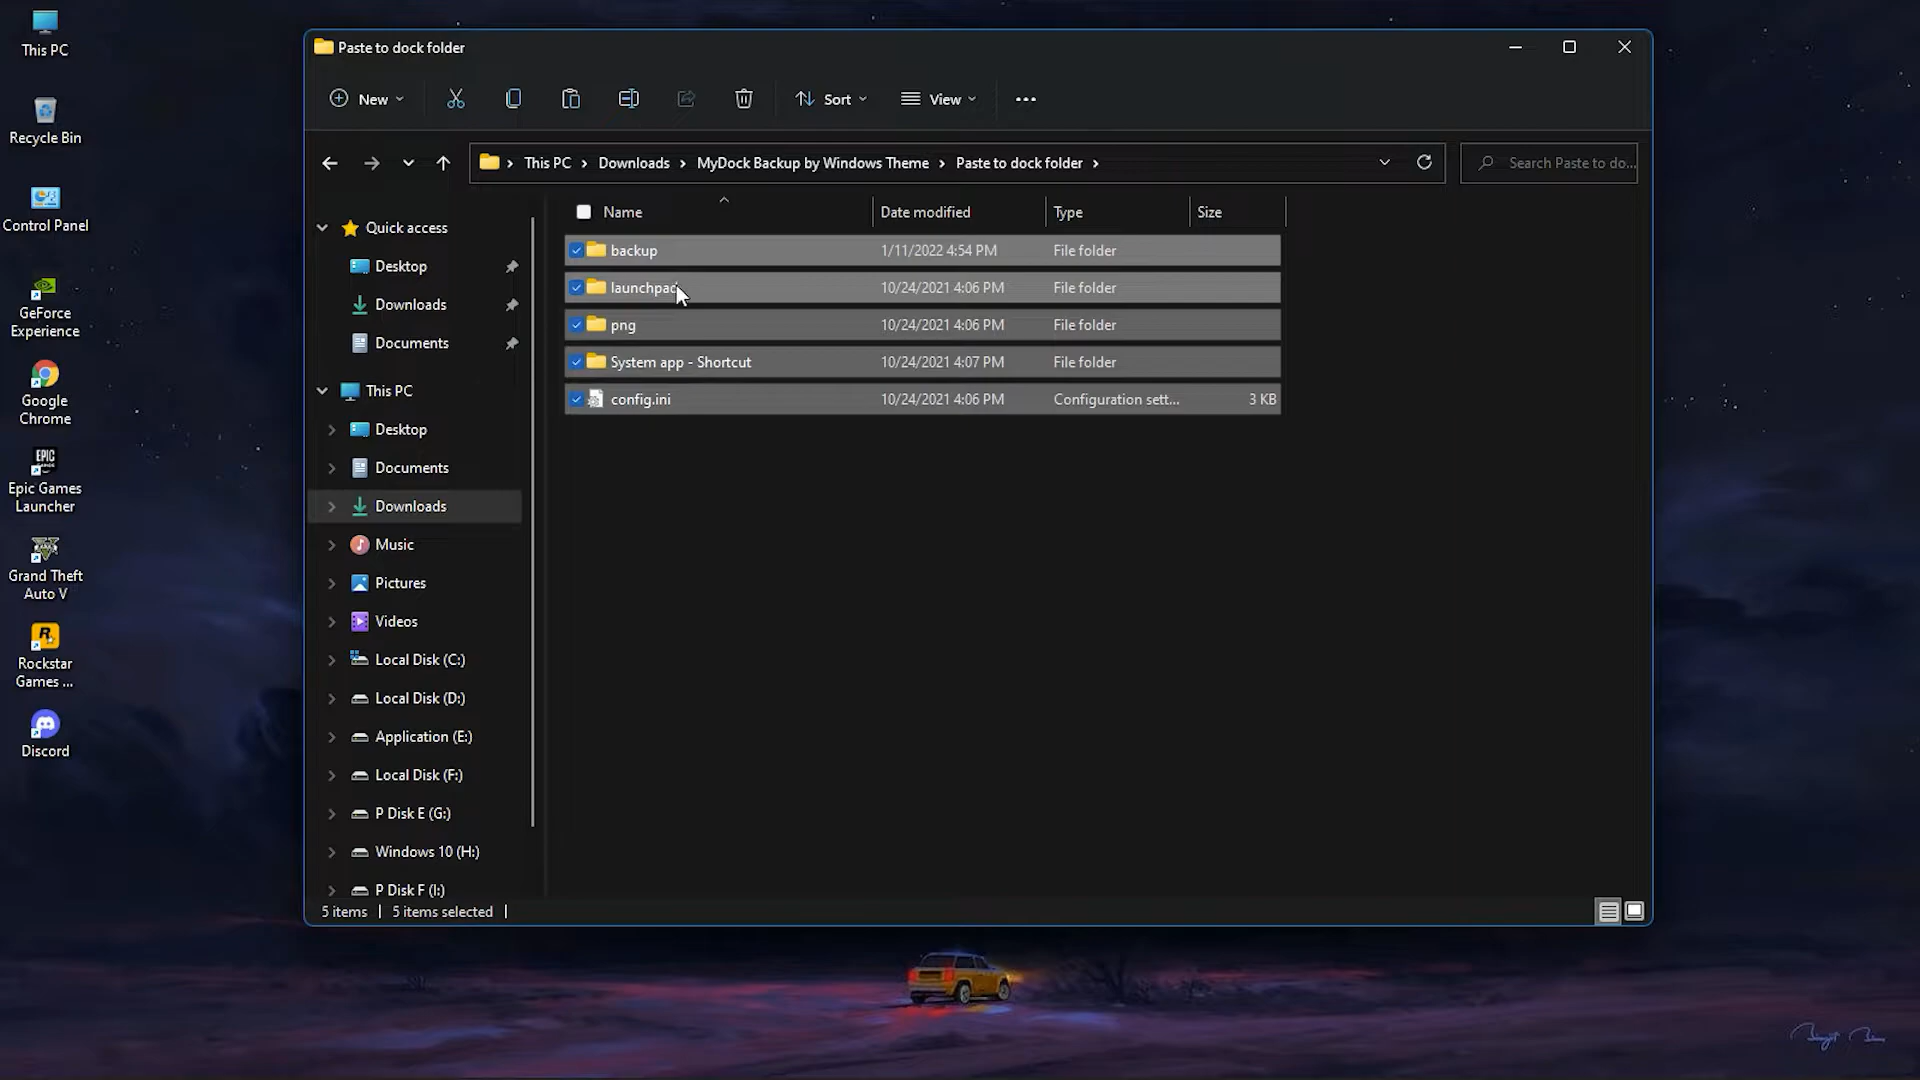 This PC
Recycle Bin
Control Panel
GeForce
Experience
Google
Chrome
EPIC
GAMES
Epic Games
Launcher
Grand Theft
Auto V
Rockstar
Games ...
Discord
Paste to dock folder
New
Sort
View
This PC
Downloads
MyDock Backup by Windows Theme
Paste to dock folder
Search Paste to do...
Name
Date modified
Type
Size
backup
1/11/2022 4:54 PM
File folder
launchpad
10/24/2021 4:06 PM
File folder
png
10/24/2021 4:06 PM
File folder
System app - Shortcut
10/24/2021 4:07 PM
File folder
config.ini
10/24/2021 4:06 PM
Configuration sett...
3 KB
Quick access
Desktop
Downloads
Documents
This PC
Desktop
Documents
Downloads
Music
Pictures
Videos
Local Disk (C:)
Local Disk (D:)
Application (E:)
Local Disk (F:)
P Disk E (G:)
Windows 10 (H:)
P Disk F (I:)
5 items
5 items selected